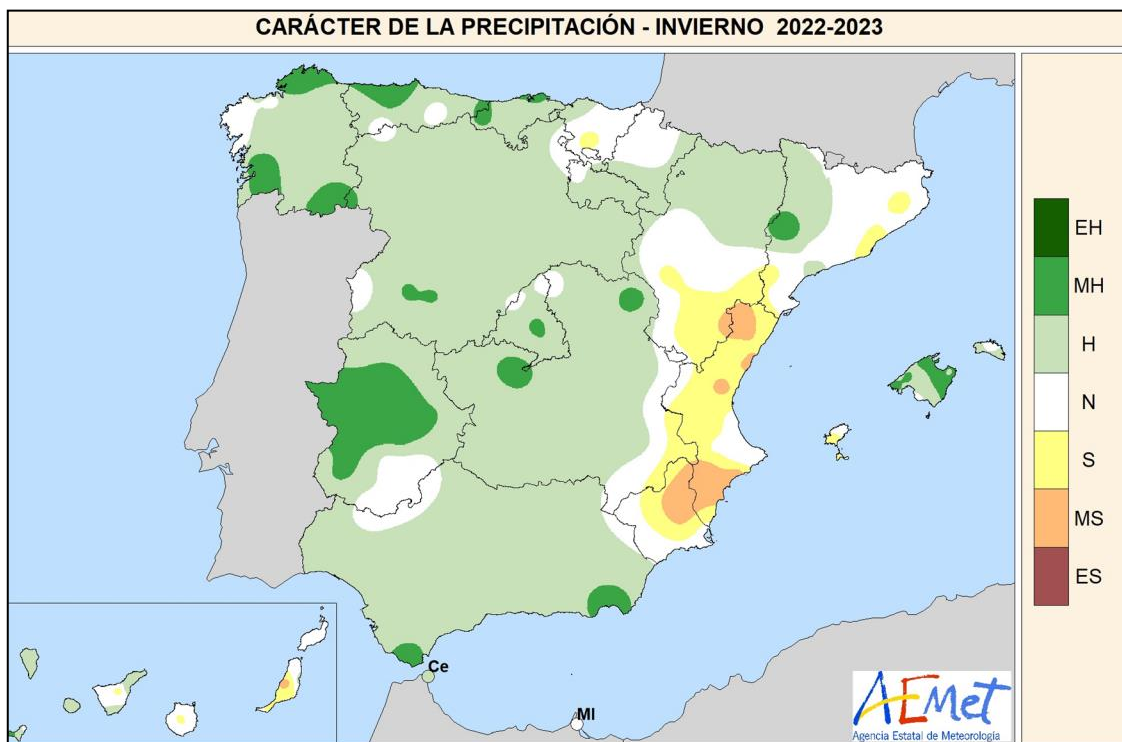 CARÁCTER DE LA PRECIPITACIÓN - INVIERNO 2022-2023
EH
MH
H
N
S
MS
ES
Ce
Ml
AEMet
Agencia Estatal de Meteorología